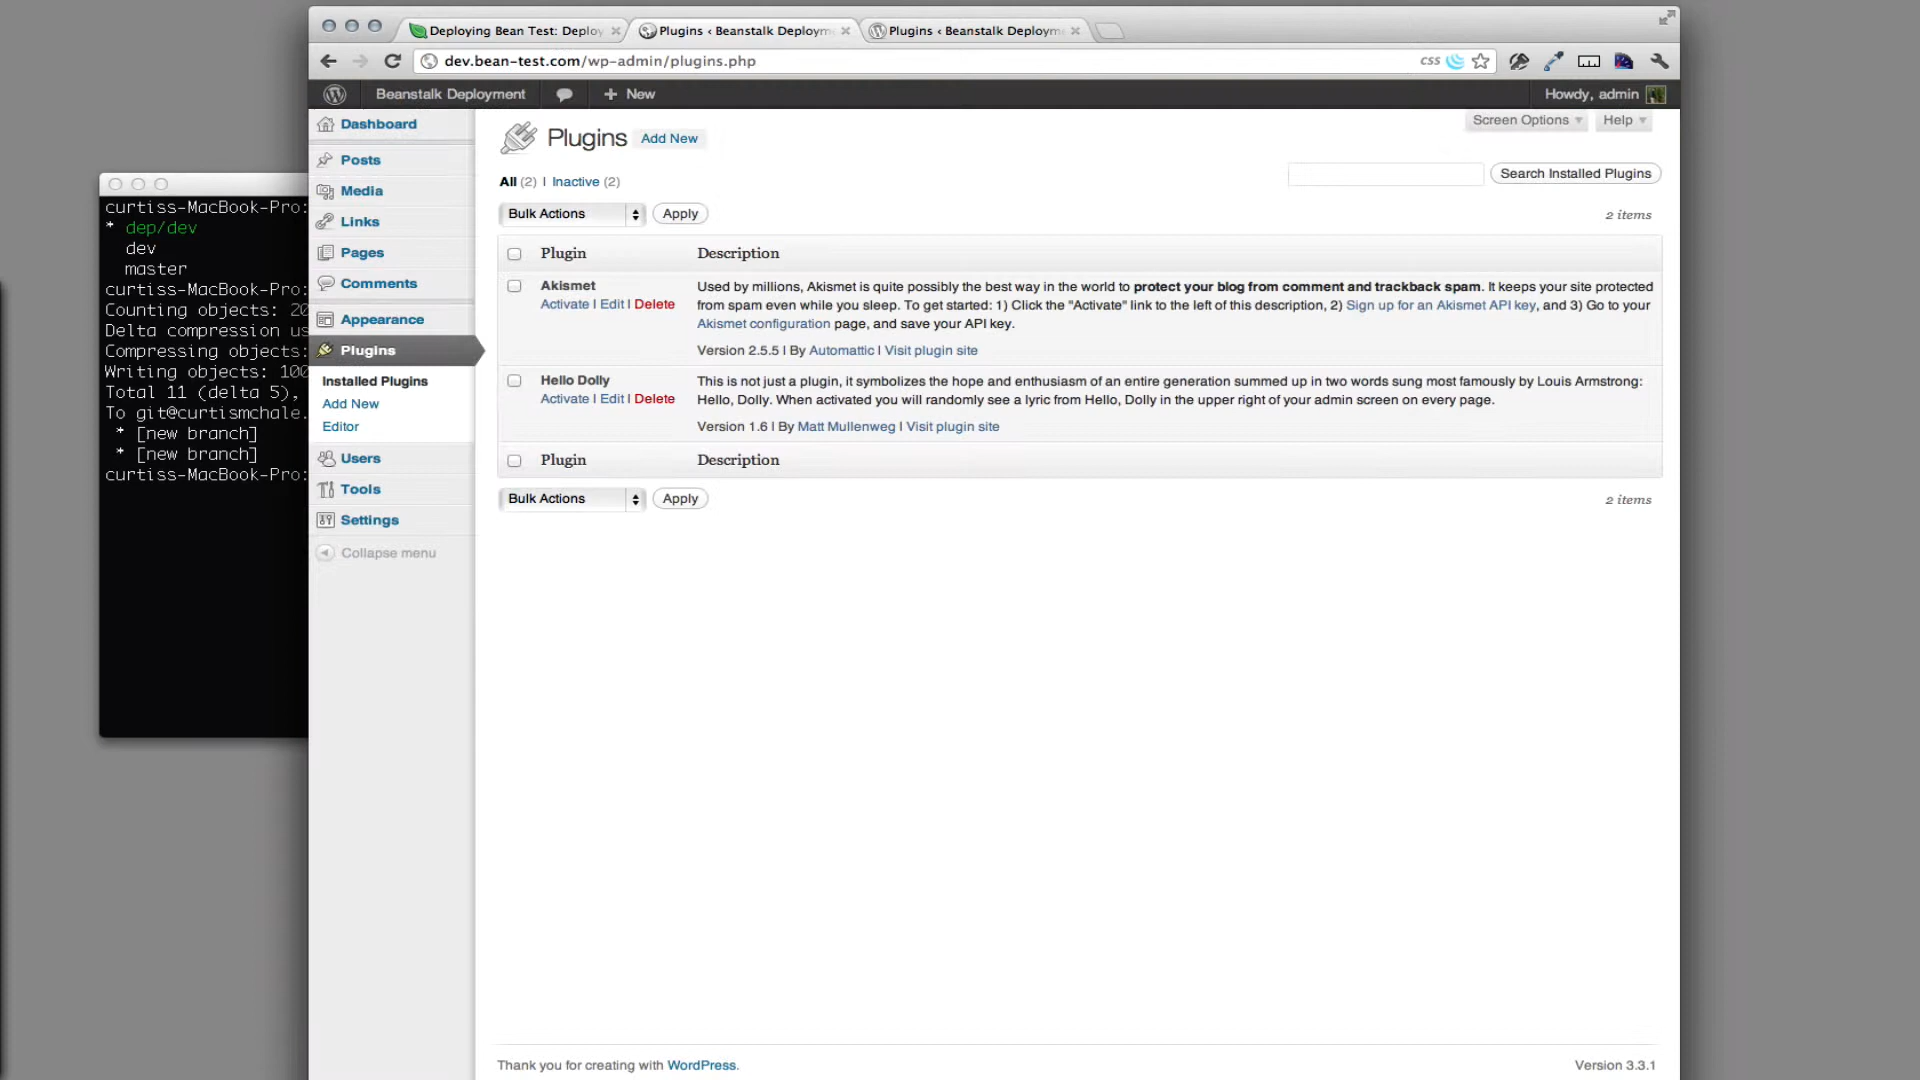 Deploying Bean Test: Deploy
Plugins ‹ Beanstalk Deploym
Plugins ‹ Beanstalk Deploym
dev.bean-test.com/wp-admin/plugins.php
CSS
Beanstalk Deployment
New
Howdy, admin
Dashboard
Posts
Media
Links
Pages
Comments
Appearance
Plugins
Installed Plugins
Add New
Editor
Users
Tools
Settings
Collapse menu
Screen Options
Help
Plugins
Add New
All (2) | Inactive (2)
Search Installed Plugins
Bulk Actions
Apply
2 items
Plugin
Description
Akismet
Activate | Edit | Delete
Used by millions, Akismet is quite possibly the best way in the world to protect your blog from comment and trackback spam. It keeps your site protected
from spam even while you sleep. To get started: 1) Click the "Activate" link to the left of this description, 2) Sign up for an Akismet API key, and 3) Go to your
Akismet configuration page, and save your API key.
Version 2.5.5 | By Automattic | Visit plugin site
Hello Dolly
Activate | Edit | Delete
This is not just a plugin, it symbolizes the hope and enthusiasm of an entire generation summed up in two words sung most famously by Louis Armstrong:
Hello, Dolly. When activated you will randomly see a lyric from Hello, Dolly in the upper right of your admin screen on every page.
Version 1.6 | By Matt Mullenweg | Visit plugin site
Plugin
Description
Bulk Actions
Apply
2 items
Thank you for creating with WordPress.
Version 3.3.1
curtiss-MacBook-Pro:
* dep/dev
dev
master
curtiss-MacBook-Pro:
Counting objects: 20
Delta compression us
Compressing objects:
Writing objects: 100
Total 11 (delta 5),
To git@curtismchale.
* [new branch]
* [new branch]
curtiss-MacBook-Pro: